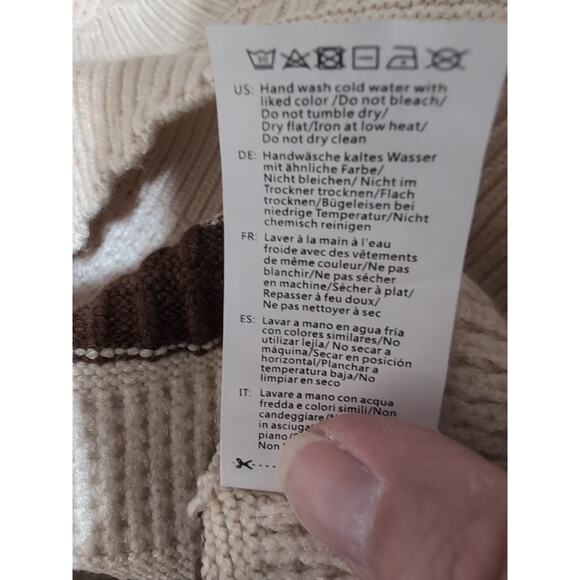 30
US: Hand wash cold water with
liked color /Do not bleach/
Do not tumble dry/
Dry flat/Iron at low heat/
Do not dry clean
DE: Handwäsche kaltes Wasser
mit ähnliche Farbe/
Nicht bleichen/ Nicht im
Trockner trocknen/Flach
trocknen/Bügeleisen bei
niedrige Temperatur/Nicht
chemisch reinigen
FR: Laver à la main à l'eau
froide avec des vêtements
de même couleur/Ne pas
blanchir/Ne pas sécher
en machine/Sécher à plat/
Repasser à feu doux/
Ne pas nettoyer à sec
ES: Lavar a mano en agua fría
con colores similares/No
utilizar lejía/ No secar a
máquina/Secar en posición
horizontal/Planchar a
temperatura baja/No
limpiar en seco
IT: Lavare a mano con acqua
fredda e colori simili/Non
candeggiare/
in asciuga
piano/
Non